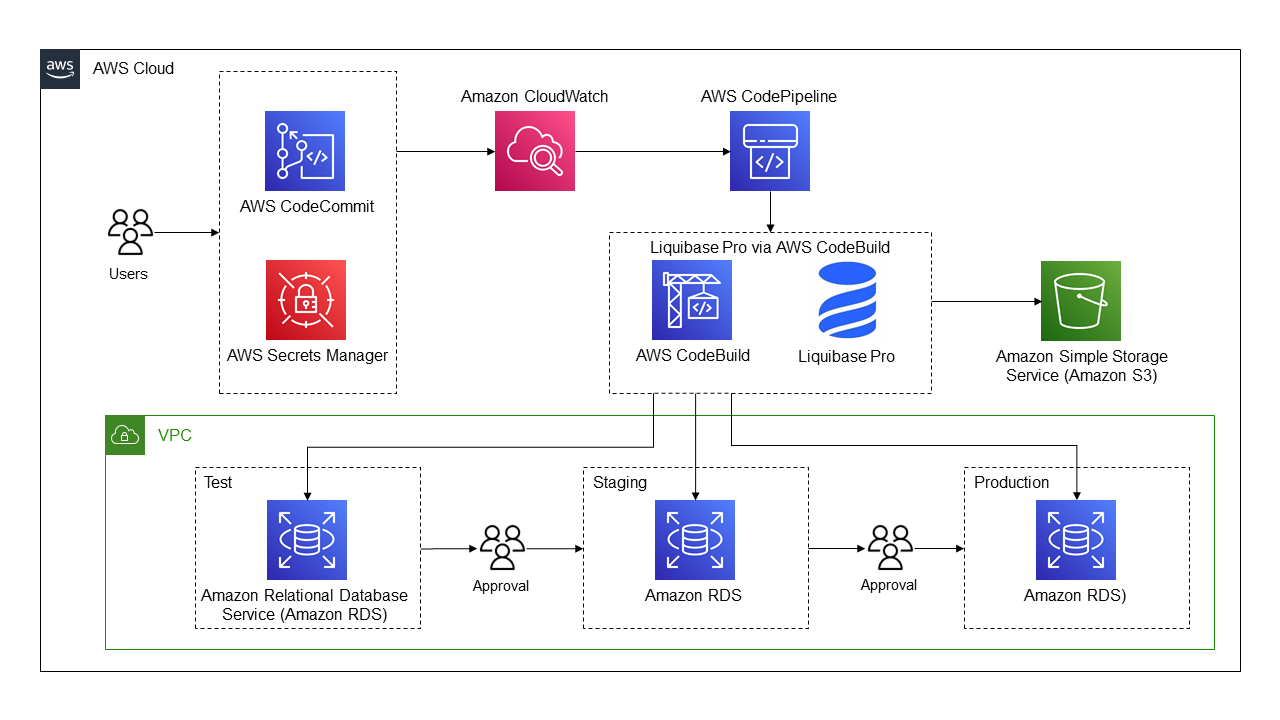 aws
AWS Cloud
Amazon CloudWatch
AWS CodePipeline
AWS CodeCommit
Users
AWS Secrets Manager
Liquibase Pro via AWS CodeBuild
AWS CodeBuild
Liquibase Pro
Amazon Simple Storage
Service (Amazon S3)
VPC
Test
Amazon Relational Database
Service (Amazon RDS)
Approval
Staging
Amazon RDS
Approval
Production
Amazon RDS)